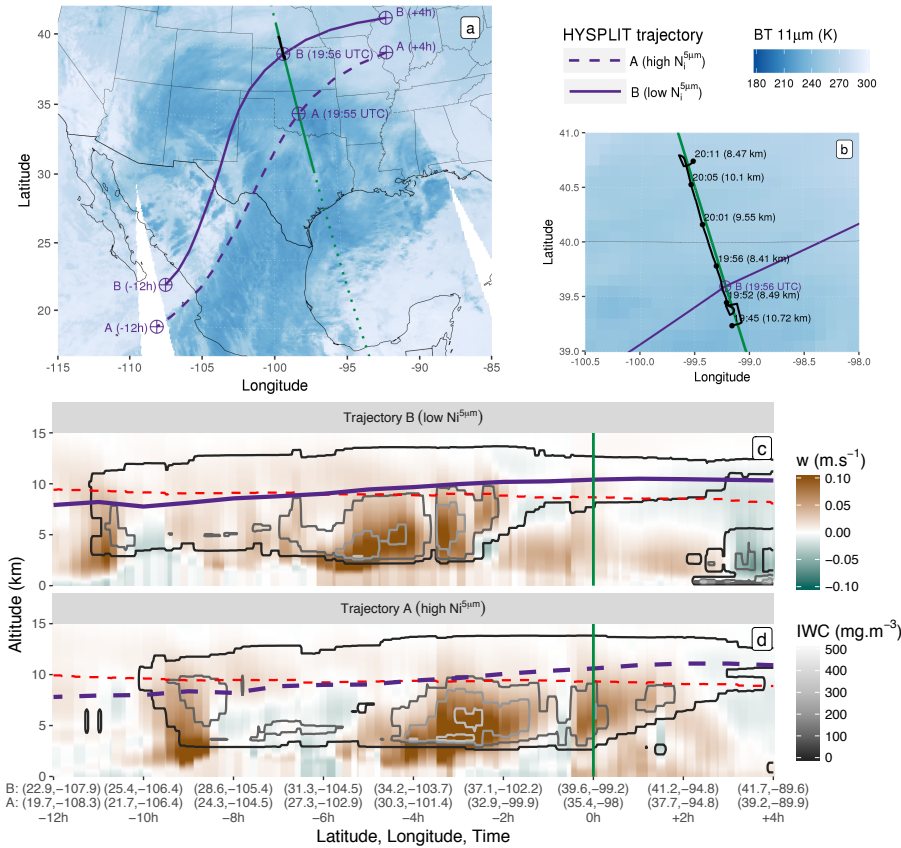 a
40
35
30
25
20
Latitude
-115
-110
-105
-100
-95
-90
-85
Longitude
B (+4h)
A (+4h)
B (19:56 UTC)
A (19:55 UTC)
B (-12h)
A (-12h)
HYSPLIT trajectory
A (high Ni5μm)
B (low Ni5μm)
BT 11μm (K)
180 210 240 270 300
b
41.0
40.5
40.0
39.5
39.0
Latitude
20:11 (8.47 km)
20:05 (10.1 km)
20:01 (9.55 km)
19:56 (8.41 km)
B (19:56 UTC)
19:52 (8.49 km)
19:45 (10.72 km)
-100.5
-100.0
-99.5
-99.0
-98.5
-98.0
Longitude
Trajectory B (low Ni5μm)
c
15
10
5
0
Trajectory A (high Ni5μm)
d
15
10
5
0
Altitude (km)
w (m.s−1)
0.10
0.05
0.00
−0.05
−0.10
IWC (mg.m−3)
500
400
300
200
100
0
B: (22.9,−107.9) (25.4,−106.4) (28.6,−105.4) (31.3,−104.5) (34.2,−103.7) (37.1,−102.2) (39.6,−99.2) (41.2,−94.8) (41.7,−89.6)
A: (19.7,−108.3) (21.7,−106.4) (24.3,−104.5) (27.3,−102.9) (30.3,−101.4) (32.9,−99.9) (35.4,−98) (37.7,−94.8) (39.2,−89.9)
−12h −10h −8h −6h −4h −2h 0h +2h +4h
Latitude, Longitude, Time